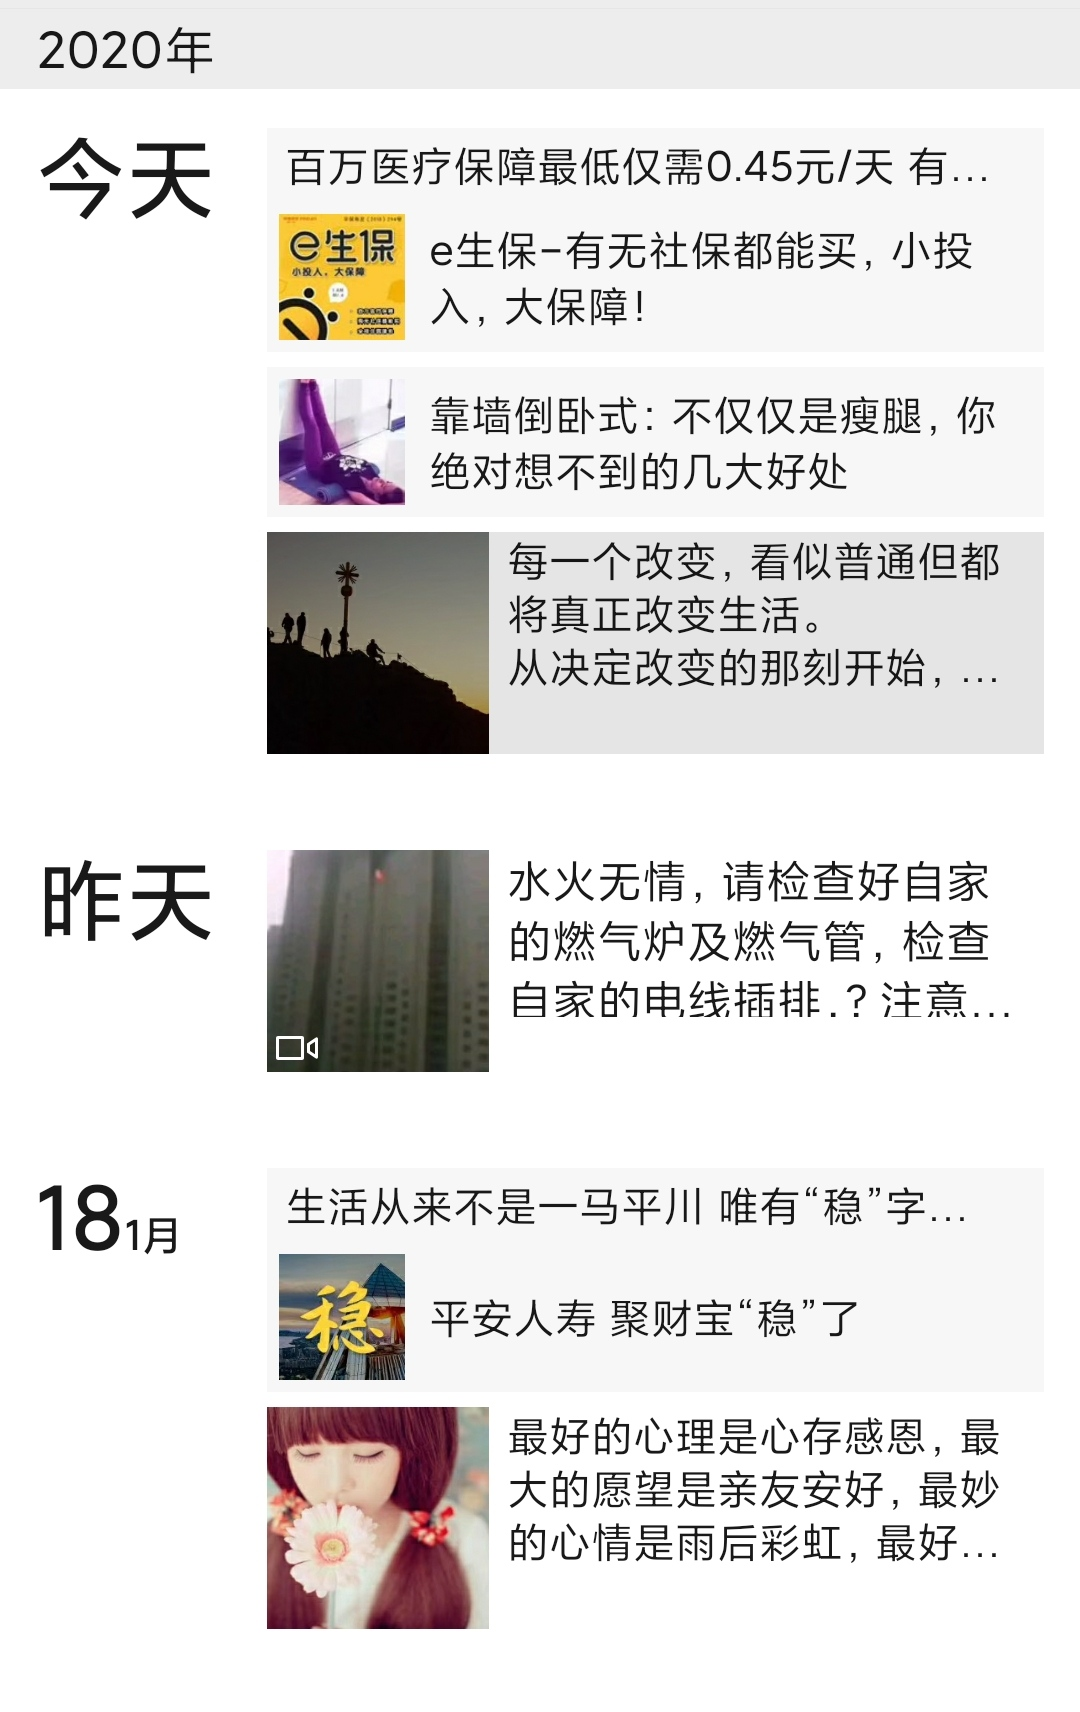 2020年
今天
百万医疗保障最低仅需0.45元/天 有...
e生保
小投入，大保障
e生保-有无社保都能买，小投
入，大保障！
靠墙倒卧式：不仅仅是瘦腿，你
绝对想不到的几大好处
每一个改变，看似普通但都
将真正改变生活。
从决定改变的那刻开始，...
昨天
水火无情，请检查好自家
的燃气炉及燃气管，检查
自家的电线插排.？注意...
18 1月
生活从来不是一马平川 唯有“稳”字...
稳
平安人寿 聚财宝“稳”了
最好的心理是心存感恩，最
大的愿望是亲友安好，最妙
的心情是雨后彩虹，最好...